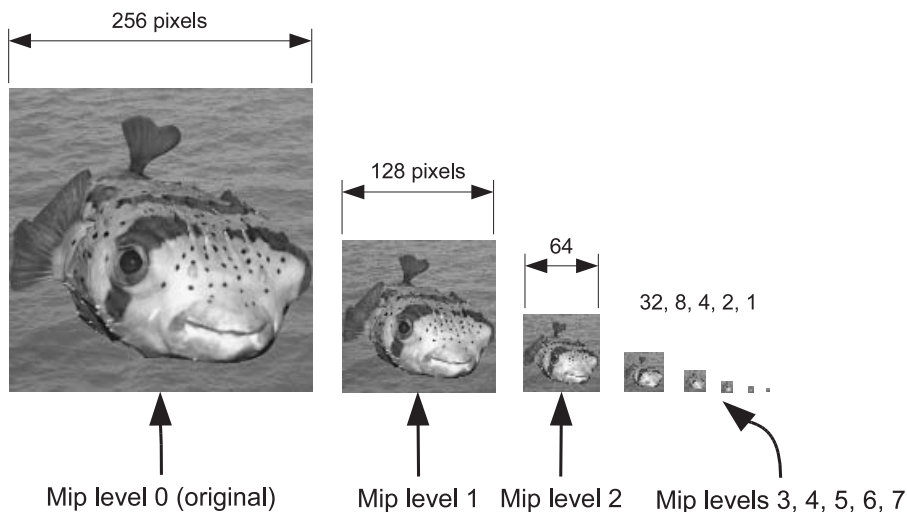 256 pixels
128 pixels
64
32, 8, 4, 2, 1
Mip level 0 (original)
Mip level 1
Mip level 2
Mip levels 3, 4, 5, 6, 7